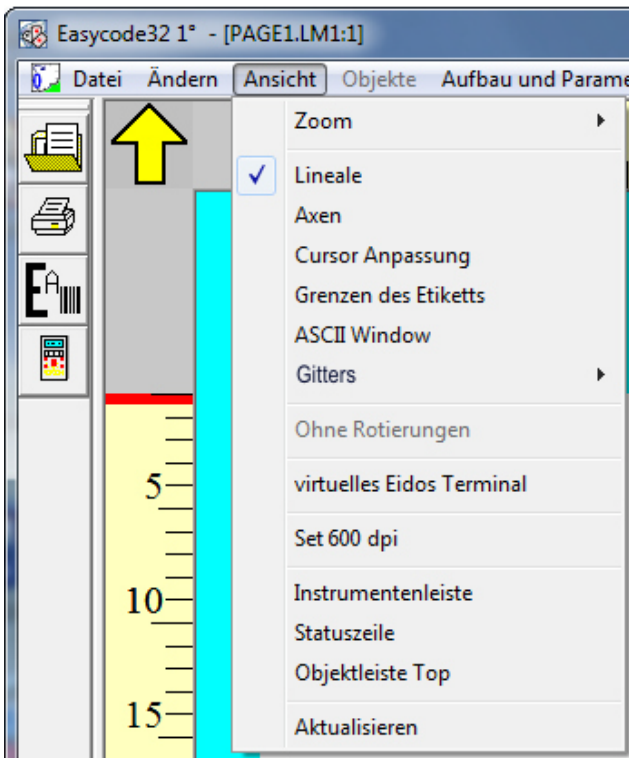 Easycode32 1° - [PAGE1.LM1:1]
Datei Ändern Ansicht Objekte Aufbau und Parame
Zoom
Lineale
Axen
Cursor Anpassung
Grenzen des Etiketts
ASCII Window
Gitters
Ohne Rotierungen
virtuelles Eidos Terminal
Set 600 dpi
Instrumentenleiste
Statuszeile
Objektleiste Top
Aktualisieren
EA
5
10
15